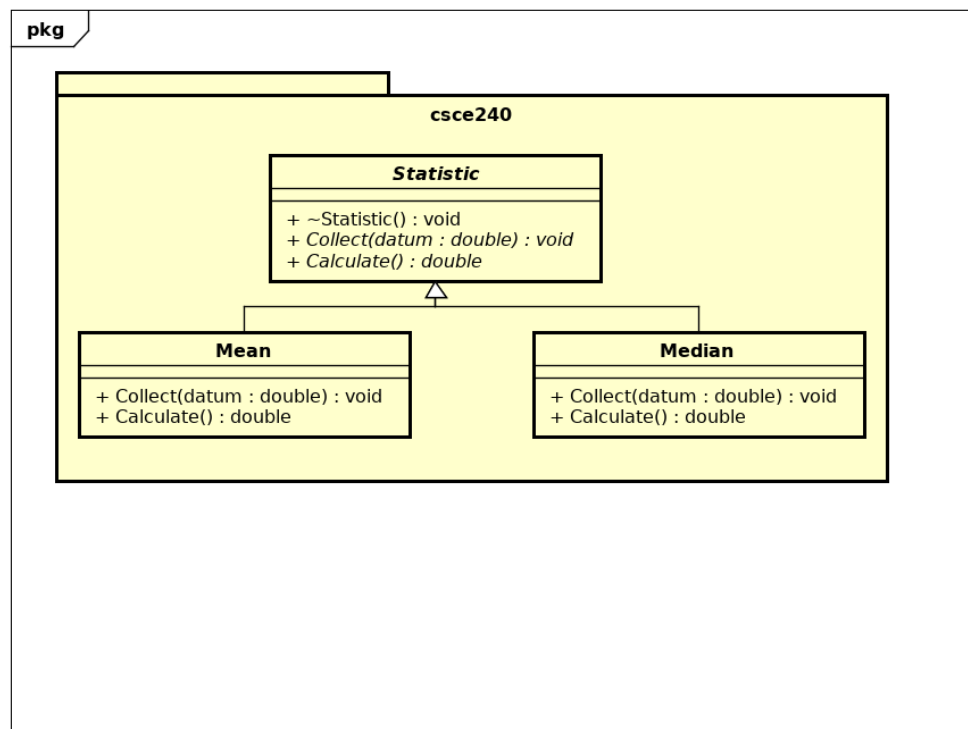 pkg
csce240
Statistic
+ ~Statistic() : void
+ Collect(datum : double) : void
+ Calculate() : double
Mean
+ Collect(datum : double) : void
+ Calculate() : double
Median
+ Collect(datum : double) : void
+ Calculate() : double